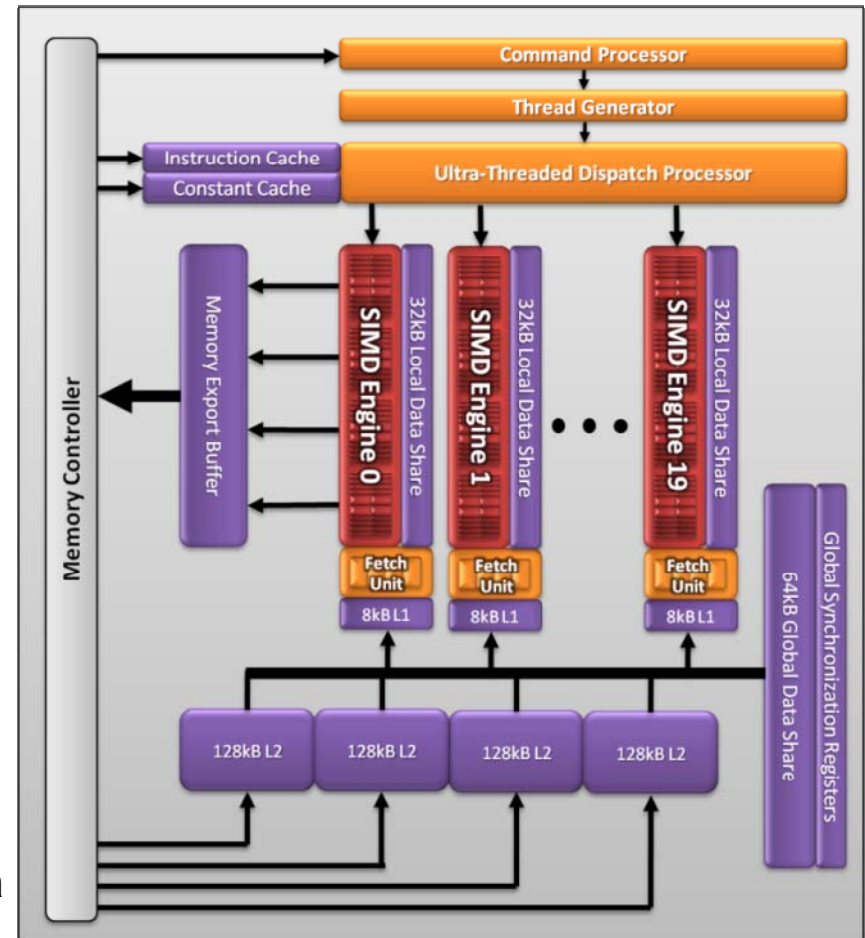 Command Processor
Thread Generator
Instruction Cache
Constant Cache
Ultra-Threaded Dispatch Processor
Memory Controller
Memory Export Buffer
SIMD Engine 0
32kB Local Data Share
SIMD Engine 1
32kB Local Data Share
SIMD Engine 19
32kB Local Data Share
Fetch
Unit
Fetch
Unit
Fetch
Unit
8kB L1
8kB L1
8kB L1
64kB Global Data Share
Global Synchronization Registers
128kB L2
128kB L2
128kB L2
128kB L2